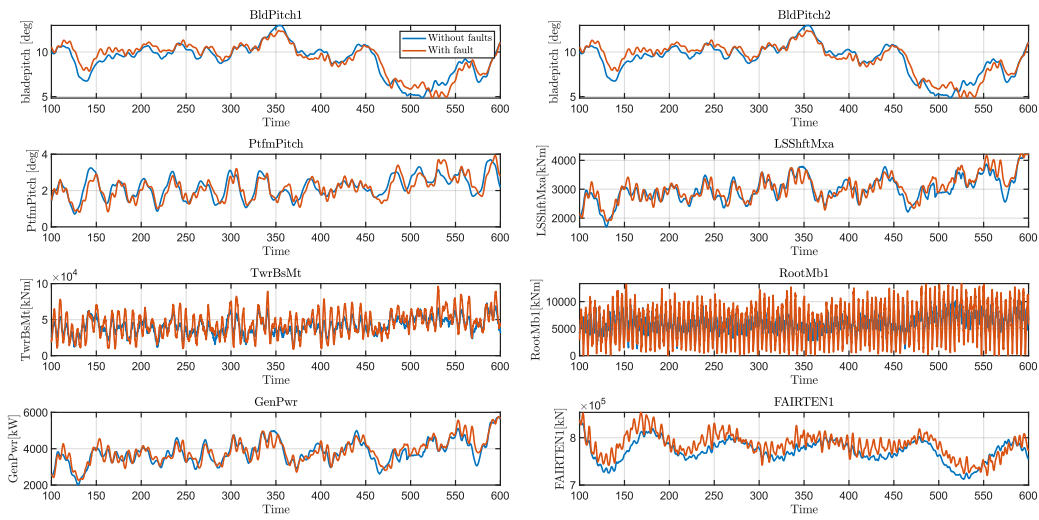 BldPitch1
bladepitch [deg]
10
5
Without faults
With fault
100 150 200 250 300 350 400 450 500 550 600
Time
BldPitch2
bladepitch [deg]
10
5
100 150 200 250 300 350 400 450 500 550 600
Time
PtfmPitch
PtfmPitch [deg]
4
2
0
100 150 200 250 300 350 400 450 500 550 600
Time
LSShftMxa
LSShftMxa[kNm]
4000
3000
2000
100 150 200 250 300 350 400 450 500 550 600
Time
TwrBsMt
×10⁴
TwrBsMt[kNm]
10
5
0
100 150 200 250 300 350 400 450 500 550 600
Time
RootMb1
RootMb1[kNm]
10000
5000
0
100 150 200 250 300 350 400 450 500 550 600
Time
GenPwr
GenPwr[kW]
6000
4000
2000
100 150 200 250 300 350 400 450 500 550 600
Time
FAIRTEN1
×10⁵
FAIRTEN1[kN]
8
7
100 150 200 250 300 350 400 450 500 550 600
Time